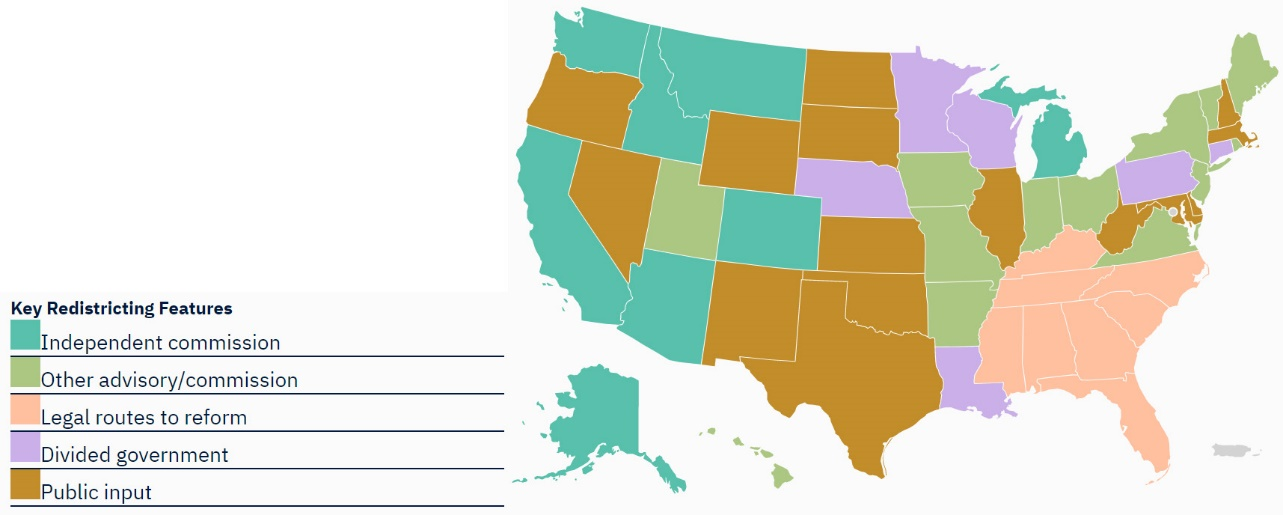 Key Redistricting Features
Independent commission
Other advisory/commission
Legal routes to reform
Divided government
Public input